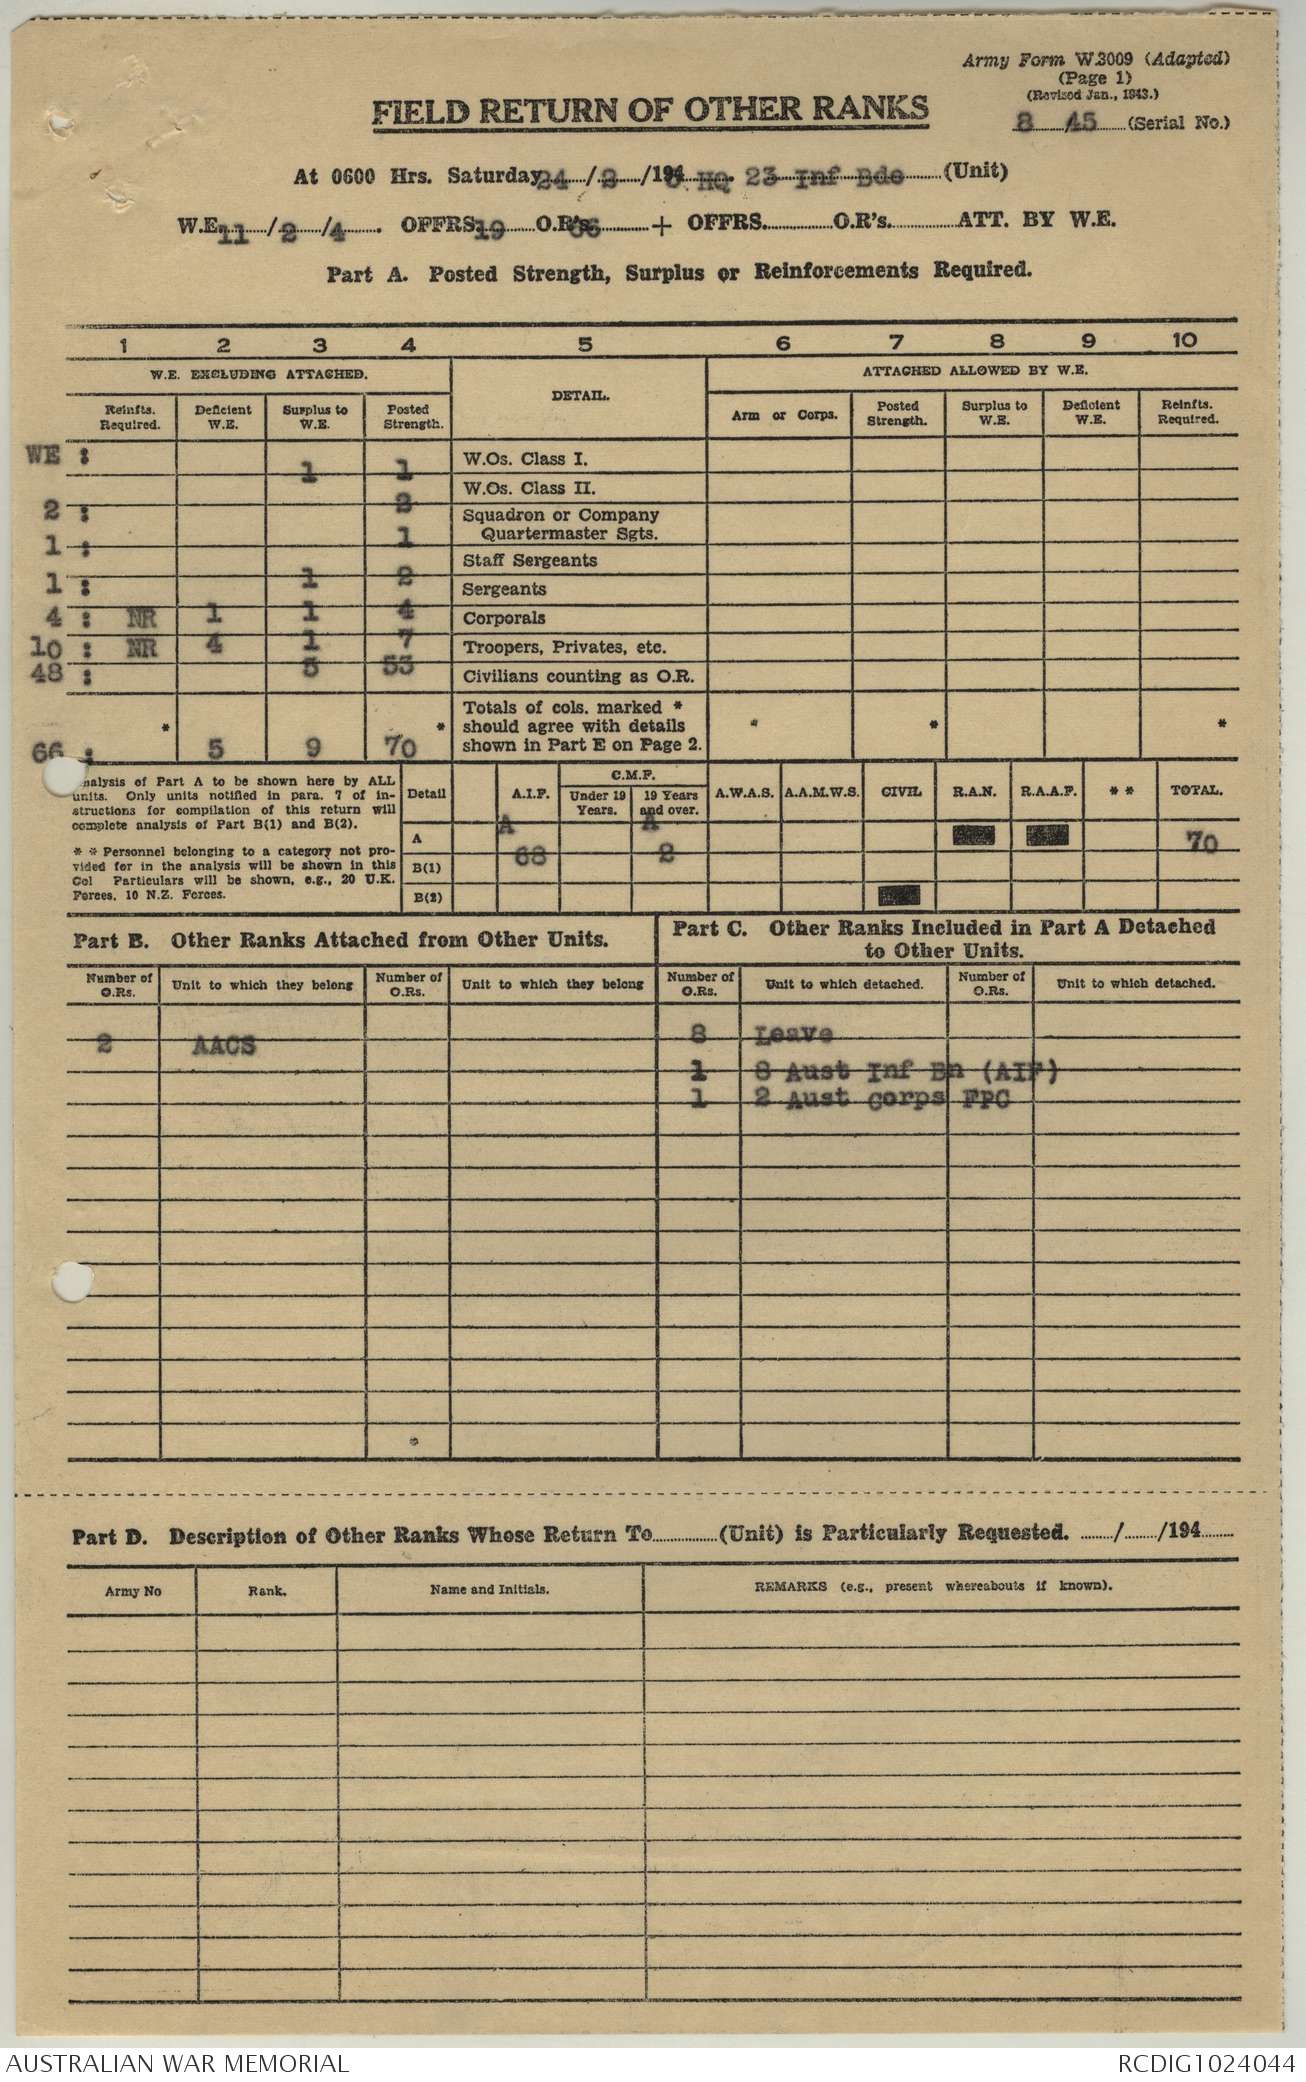 Army Form W.3009 (Adapted)
(Page 1)
(Revised Jan., 1943.)
8 / 45 (Serial No.)
FIELD RETURN OF OTHER RANKS
At 0600 Hrs. Saturday 24 / 2 / 194 HQ 23 Inf Bde (Unit)
W.E. 11 / 2 / 4 . OFFRS. 19 O.R's. 66 + OFFRS. O.R's. ATT. BY W.E.
Part A. Posted Strength, Surplus or Reinforcements Required.
1 2 3 4 5 6 7 8 9 10
W.E. EXCLUDING ATTACHED. DETAIL. ATTACHED ALLOWED BY W.E.
Reinfts. Required. Deficient W.E. Surplus to W.E. Posted Strength. Arm or Corps. Posted Strength. Surplus to W.E. Deficient W.E. Reinfts. Required.
WE :
1 1 W.Os. Class I.
2 : 2 W.Os. Class II.
1 : 1 Squadron or Company Quartermaster Sgts.
1 : 1 2 Staff Sergeants
4 : NR 1 1 4 Sergeants
10 : NR 4 1 7 Corporals
48 : 5 53 Troopers, Privates, etc.
Civilians counting as O.R.
66 : * 5 9 70 * Totals of cols. marked * should agree with details shown in Part E on Page 2. * * *
Analysis of Part A to be shown here by ALL
units. Only units notified in para. 7 of in-
structions for compilation of this return will
complete analysis of Part B(1) and B(2).
* * Personnel belonging to a category not pro-
vided for in the analysis will be shown in this
Col Particulars will be shown, e.g., 20 U.K.
Forces, 10 N.Z. Forces.
Detail A.I.F. C.M.F. Under 19 Years. 19 Years and over. A.W.A.S. A.A.M.W.S. CIVIL R.A.N. R.A.A.F. * * TOTAL.
A A A
68 2 70
B(1)
B(2)
Part B. Other Ranks Attached from Other Units.
Number of O.Rs. Unit to which they belong Number of O.Rs. Unit to which they belong
2 AACS
Part C. Other Ranks Included in Part A Detached
to Other Units.
Number of O.Rs. Unit to which detached. Number of O.Rs. Unit to which detached.
8 Leave
1 8 Aust Inf Bn (AIF)
1 2 Aust Corps FPC
Part D. Description of Other Ranks Whose Return To (Unit) is Particularly Requested. / /194
Army No Rank. Name and Initials. REMARKS (e.g., present whereabouts if known).
AUSTRALIAN WAR MEMORIAL RCDIG1024044